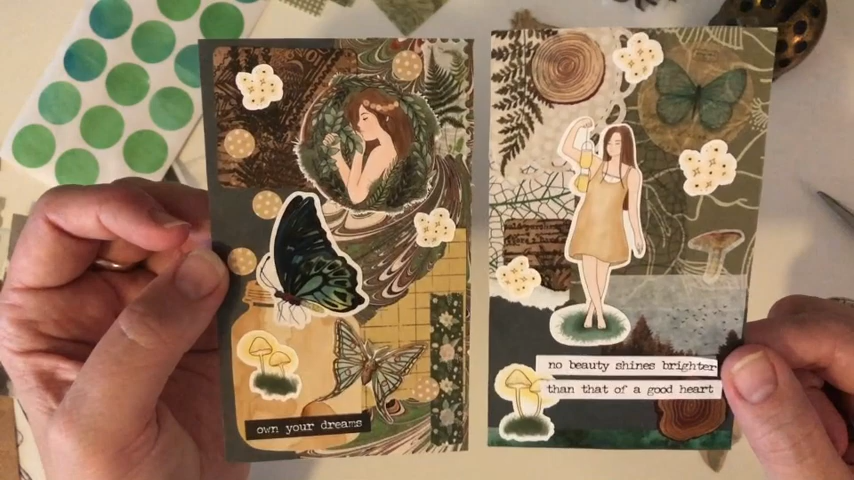 own your dreams
no beauty shines brighter
than that of a good heart